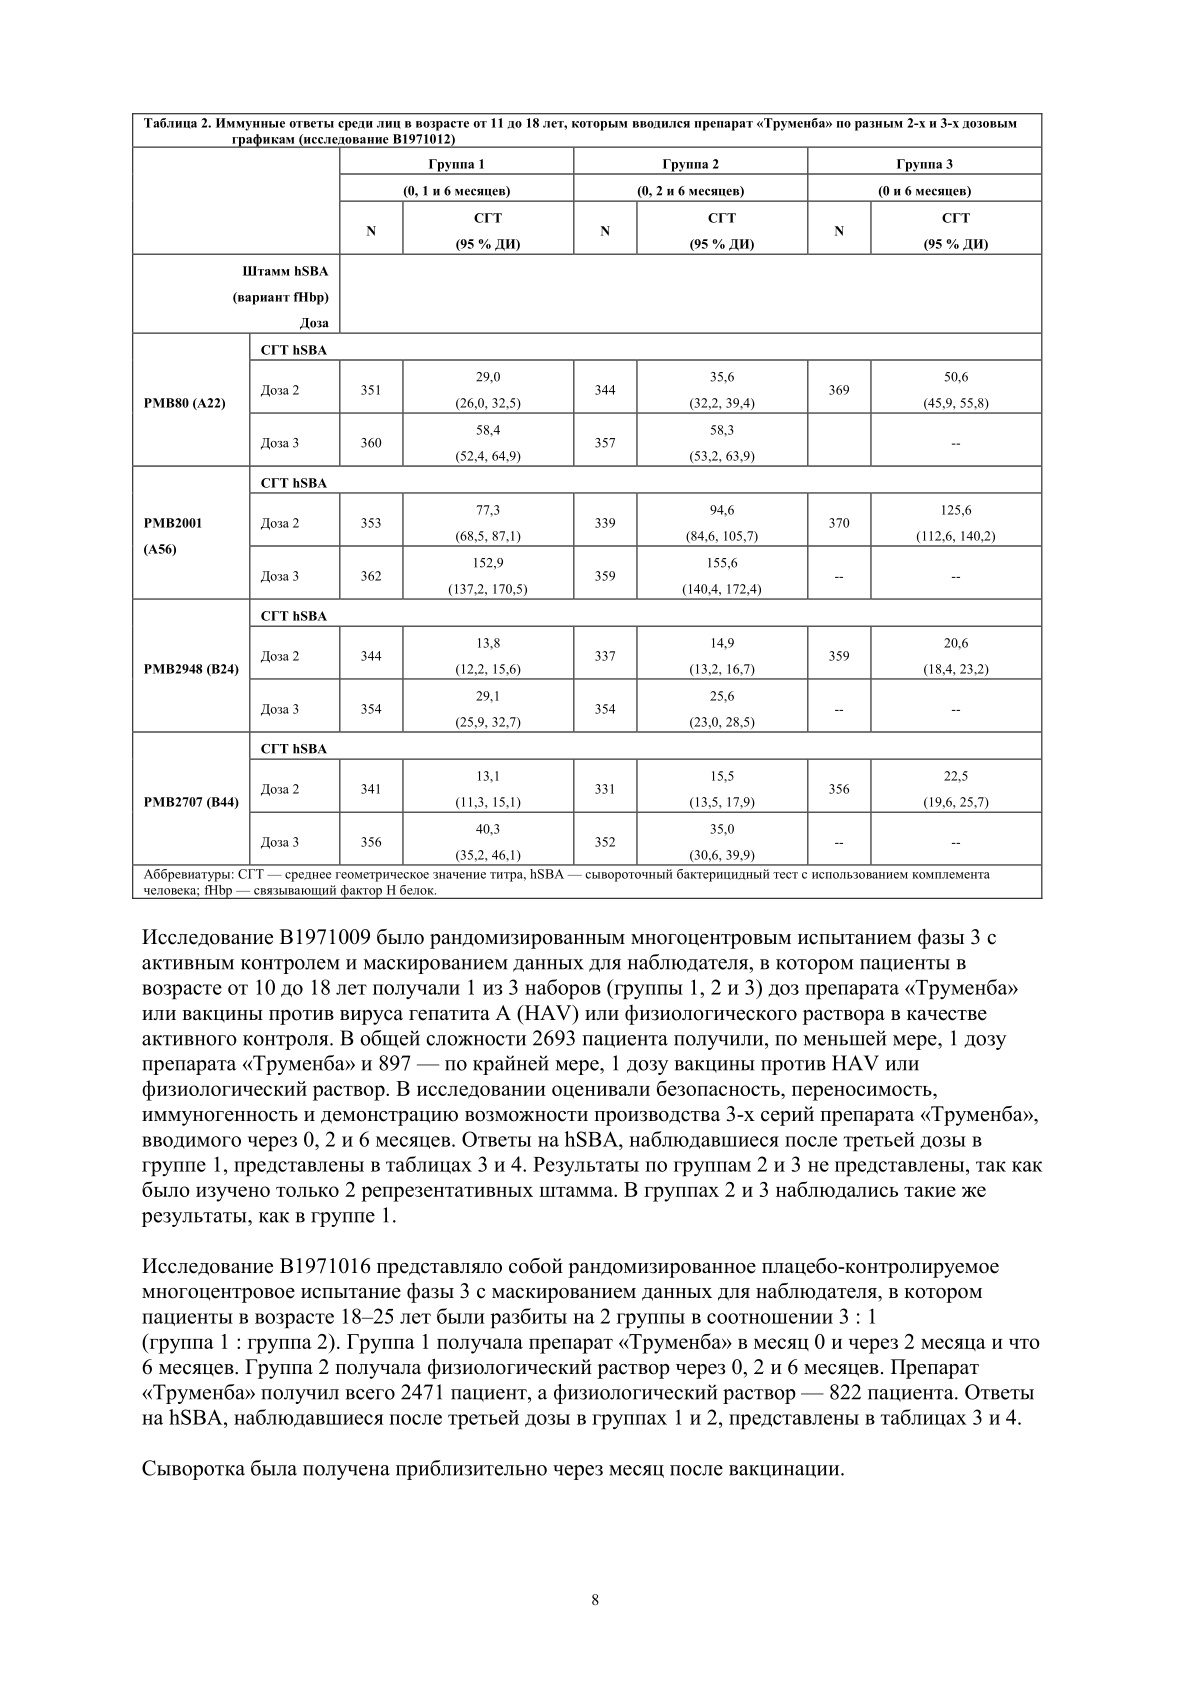 Таблица 2. Иммунные ответы среди лиц в возрасте от 11 до 18 лет, которым вводился препарат «Труменба» по разным 2-х и 3-х дозовым
графикам (исследование B1971012)
Группа 1 Группа 2 Группа 3
(0, 1 и 6 месяцев) (0, 2 и 6 месяцев) (0 и 6 месяцев)
N СГТ (95 % ДИ) N СГТ (95 % ДИ) N СГТ (95 % ДИ)
Штамм hSBA
(вариант fHbp)
Доза
PMB80 (A22)
СГТ hSBA
Доза 2 351 29,0 (26,0, 32,5) 344 35,6 (32,2, 39,4) 369 50,6 (45,9, 55,8)
Доза 3 360 58,4 (52,4, 64,9) 357 58,3 (53,2, 63,9) --
PMB2001
(A56)
СГТ hSBA
Доза 2 353 77,3 (68,5, 87,1) 339 94,6 (84,6, 105,7) 370 125,6 (112,6, 140,2)
Доза 3 362 152,9 (137,2, 170,5) 359 155,6 (140,4, 172,4) -- --
PMB2948 (B24)
СГТ hSBA
Доза 2 344 13,8 (12,2, 15,6) 337 14,9 (13,2, 16,7) 359 20,6 (18,4, 23,2)
Доза 3 354 29,1 (25,9, 32,7) 354 25,6 (23,0, 28,5) -- --
PMB2707 (B44)
СГТ hSBA
Доза 2 341 13,1 (11,3, 15,1) 331 15,5 (13,5, 17,9) 356 22,5 (19,6, 25,7)
Доза 3 356 40,3 (35,2, 46,1) 352 35,0 (30,6, 39,9) -- --
Аббревиатуры: СГТ — среднее геометрическое значение титра, hSBA — сывороточный бактерицидный тест с использованием комплемента
человека; fHbp — связывающий фактор H белок.
Исследование B1971009 было рандомизированным многоцентровым испытанием фазы 3 с
активным контролем и маскированием данных для наблюдателя, в котором пациенты в
возрасте от 10 до 18 лет получали 1 из 3 наборов (группы 1, 2 и 3) доз препарата «Труменба»
или вакцины против вируса гепатита A (HAV) или физиологического раствора в качестве
активного контроля. В общей сложности 2693 пациента получили, по меньшей мере, 1 дозу
препарата «Труменба» и 897 — по крайней мере, 1 дозу вакцины против HAV или
физиологический раствор. В исследовании оценивали безопасность, переносимость,
иммуногенность и демонстрацию возможности производства 3-х серий препарата «Труменба»,
вводимого через 0, 2 и 6 месяцев. Ответы на hSBA, наблюдавшиеся после третьей дозы в
группе 1, представлены в таблицах 3 и 4. Результаты по группам 2 и 3 не представлены, так как
было изучено только 2 репрезентативных штамма. В группах 2 и 3 наблюдались такие же
результаты, как в группе 1.
Исследование B1971016 представляло собой рандомизированное плацебо-контролируемое
многоцентровое испытание фазы 3 с маскированием данных для наблюдателя, в котором
пациенты в возрасте 18–25 лет были разбиты на 2 группы в соотношении 3 : 1
(группа 1 : группа 2). Группа 1 получала препарат «Труменба» в месяц 0 и через 2 месяца и что
6 месяцев. Группа 2 получала физиологический раствор через 0, 2 и 6 месяцев. Препарат
«Труменба» получил всего 2471 пациент, а физиологический раствор — 822 пациента. Ответы
на hSBA, наблюдавшиеся после третьей дозы в группах 1 и 2, представлены в таблицах 3 и 4.
Сыворотка была получена приблизительно через месяц после вакцинации.
8